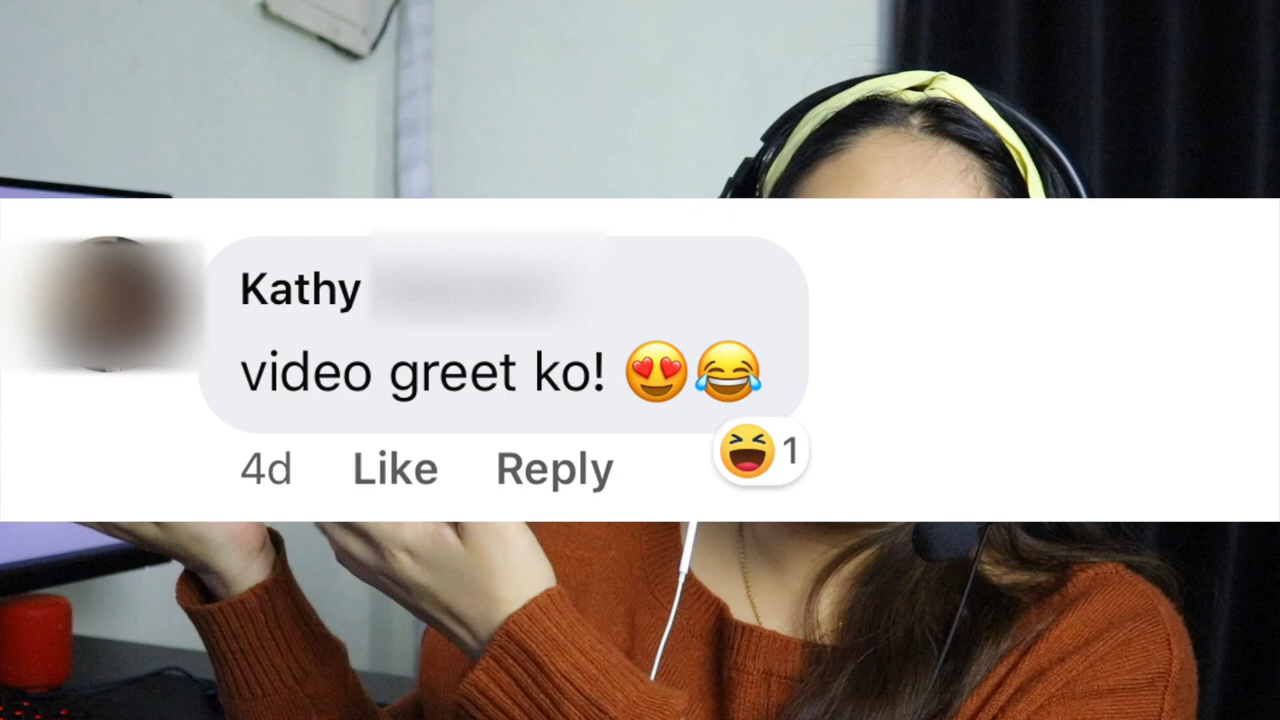 Kathy
video greet ko! 😍😂
4d Like Reply 😆 1